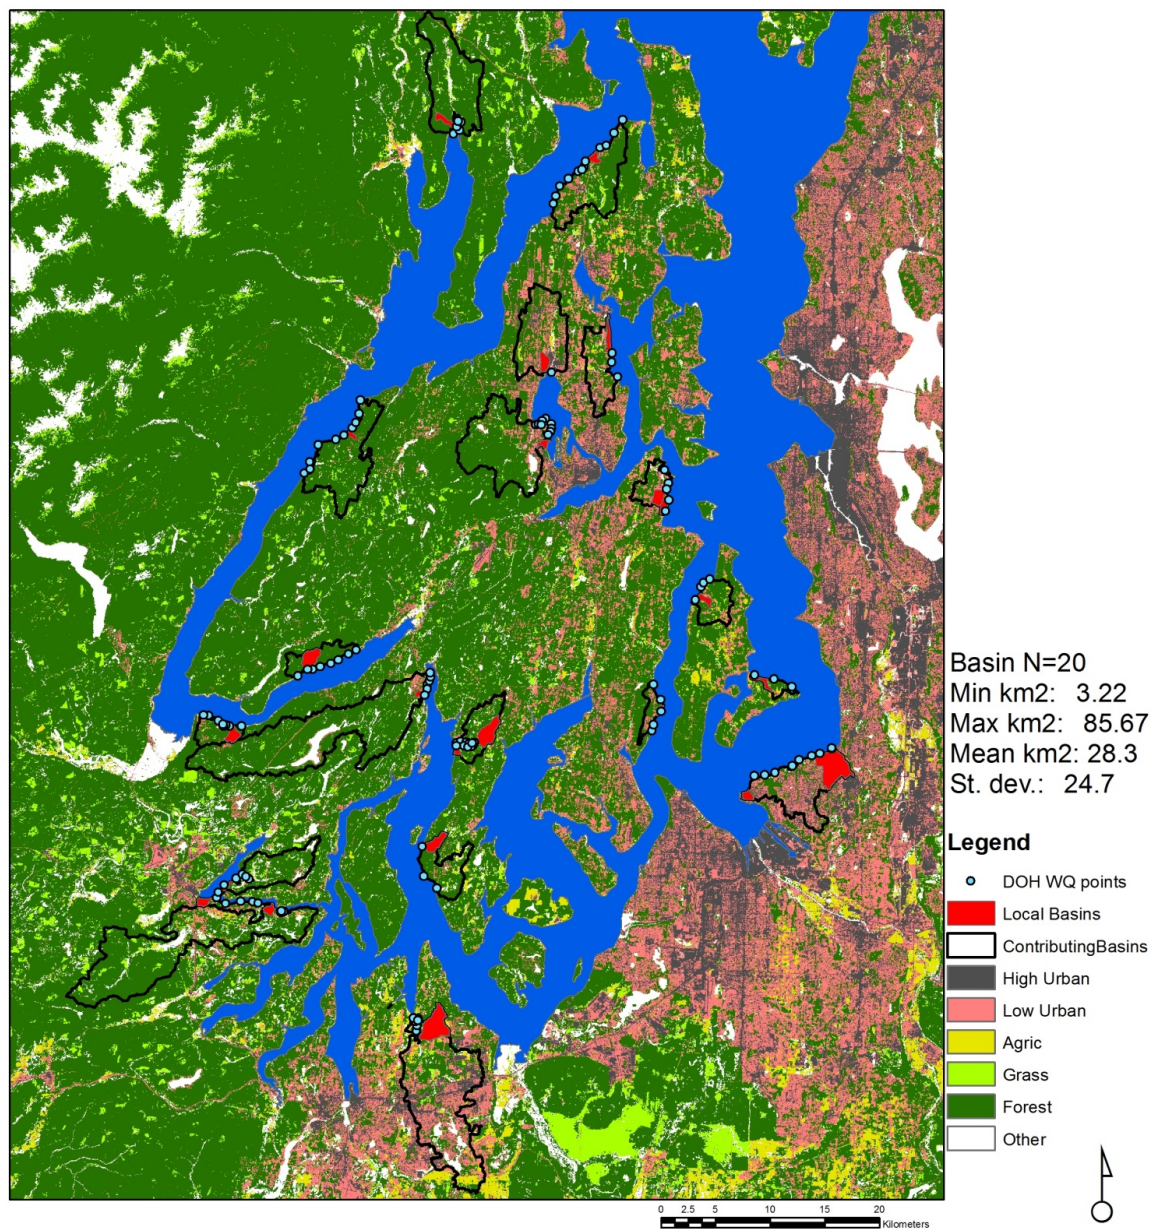 Basin N=20
Min km2: 3.22
Max km2: 85.67
Mean km2: 28.3
St. dev.: 24.7
Legend
DOH WQ points
Local Basins
ContributingBasins
High Urban
Low Urban
Agric
Grass
Forest
Other
0 2.5 5 10 15 20
Kilometers